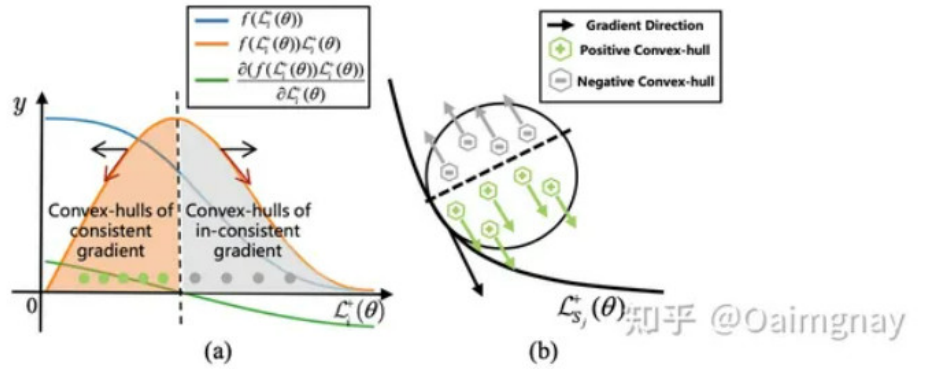 f(ℒᵢ⁺(θ))
f(ℒᵢ⁺(θ))ℒᵢ⁺(θ)
∂(f(ℒᵢ⁺(θ))ℒᵢ⁺(θ))
∂ℒᵢ⁺(θ)
y
Convex-hulls of
consistent
gradient
Convex-hulls of
in-consistent
gradient
0
ℒᵢ⁺(θ)
(a)
Gradient Direction
Positive Convex-hull
Negative Convex-hull
ℒ⁺_{S_j}(θ)
(b)
知乎 @Oaimgnay